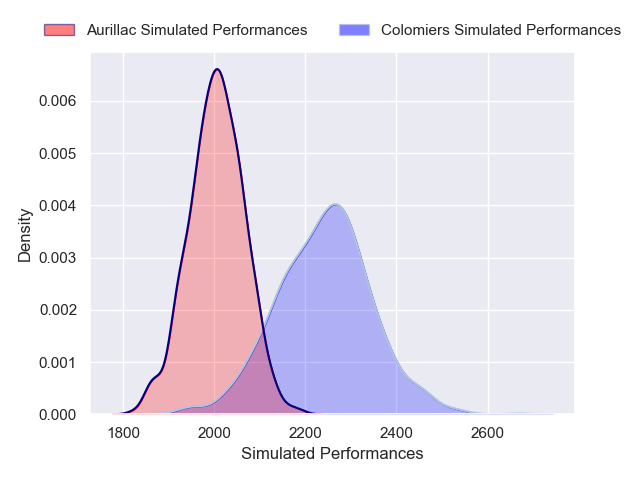 Aurillac Simulated Performances
Colomiers Simulated Performances
0.006
0.005
0.004
0.003
0.002
0.001
0.000
Density
1800 2000 2200 2400 2600
Simulated Performances